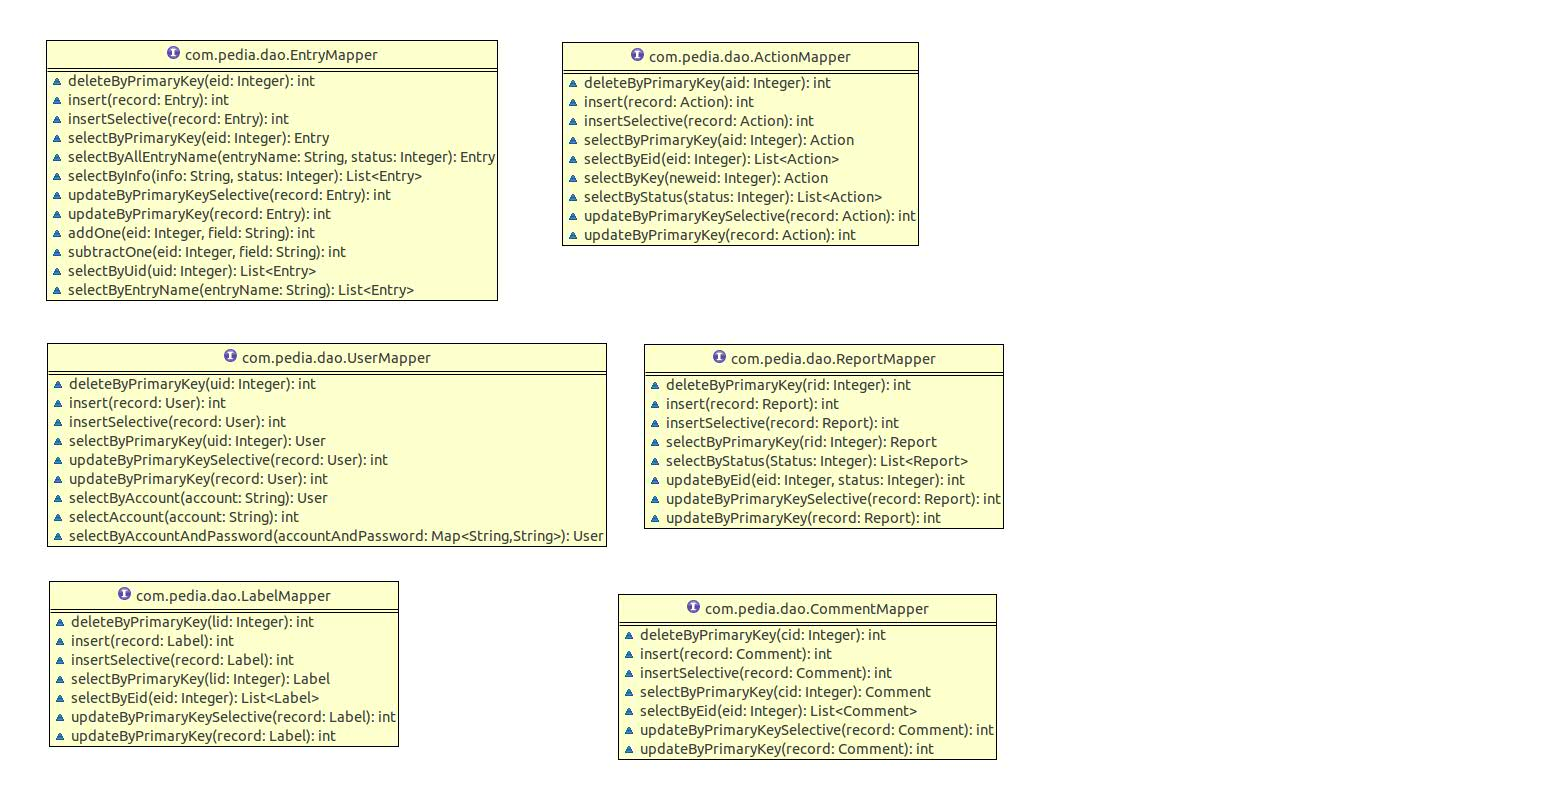 com.pedia.dao.EntryMapper
deleteByPrimaryKey(eid: Integer): int
insert(record: Entry): int
insertSelective(record: Entry): int
selectByPrimaryKey(eid: Integer): Entry
selectByAllEntryName(entryName: String, status: Integer): Entry
selectByInfo(info: String, status: Integer): List<Entry>
updateByPrimaryKeySelective(record: Entry): int
updateByPrimaryKey(record: Entry): int
addOne(eid: Integer, field: String): int
subtractOne(eid: Integer, field: String): int
selectByUid(uid: Integer): List<Entry>
selectByEntryName(entryName: String): List<Entry>
com.pedia.dao.ActionMapper
deleteByPrimaryKey(aid: Integer): int
insert(record: Action): int
insertSelective(record: Action): int
selectByPrimaryKey(aid: Integer): Action
selectByEid(eid: Integer): List<Action>
selectByKey(neweid: Integer): Action
selectByStatus(status: Integer): List<Action>
updateByPrimaryKeySelective(record: Action): int
updateByPrimaryKey(record: Action): int
com.pedia.dao.UserMapper
deleteByPrimaryKey(uid: Integer): int
insert(record: User): int
insertSelective(record: User): int
selectByPrimaryKey(uid: Integer): User
updateByPrimaryKeySelective(record: User): int
updateByPrimaryKey(record: User): int
selectByAccount(account: String): User
selectAccount(account: String): int
selectByAccountAndPassword(accountAndPassword: Map<String,String>): User
com.pedia.dao.ReportMapper
deleteByPrimaryKey(rid: Integer): int
insert(record: Report): int
insertSelective(record: Report): int
selectByPrimaryKey(rid: Integer): Report
selectByStatus(Status: Integer): List<Report>
updateByEid(eid: Integer, status: Integer): int
updateByPrimaryKeySelective(record: Report): int
updateByPrimaryKey(record: Report): int
com.pedia.dao.LabelMapper
deleteByPrimaryKey(lid: Integer): int
insert(record: Label): int
insertSelective(record: Label): int
selectByPrimaryKey(lid: Integer): Label
selectByEid(eid: Integer): List<Label>
updateByPrimaryKeySelective(record: Label): int
updateByPrimaryKey(record: Label): int
com.pedia.dao.CommentMapper
deleteByPrimaryKey(cid: Integer): int
insert(record: Comment): int
insertSelective(record: Comment): int
selectByPrimaryKey(cid: Integer): Comment
selectByEid(eid: Integer): List<Comment>
updateByPrimaryKeySelective(record: Comment): int
updateByPrimaryKey(record: Comment): int